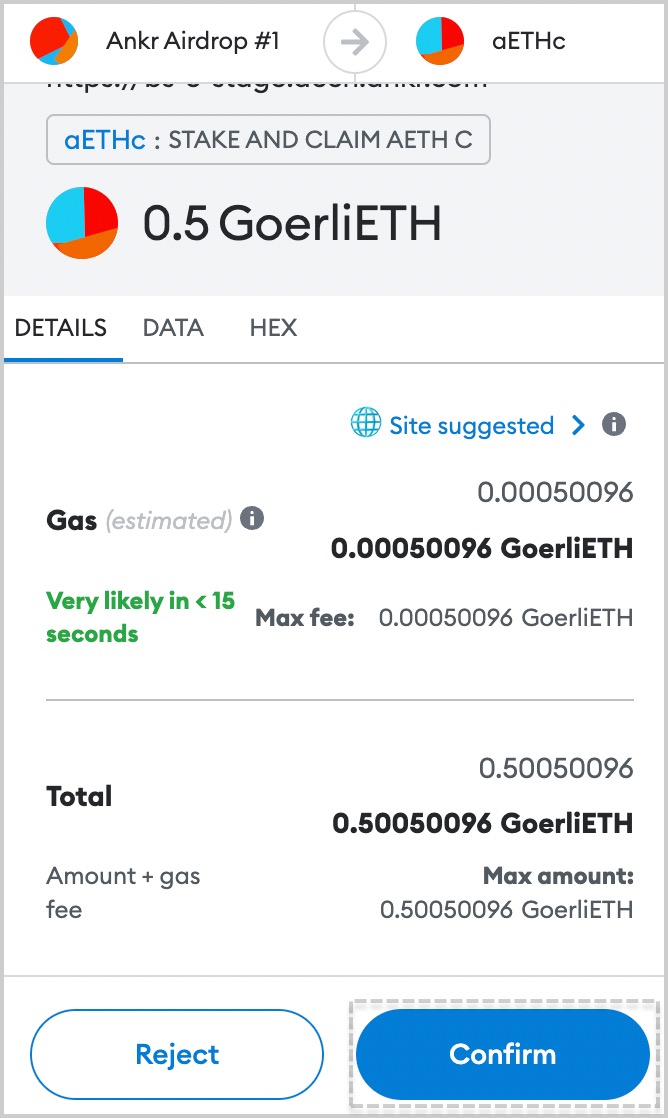 Ankr Airdrop #1
aETHc
aETHc : STAKE AND CLAIM AETH C
0.5 GoerliETH
DETAILS DATA HEX
Site suggested
0.00050096
Gas (estimated)
0.00050096 GoerliETH
Very likely in < 15
seconds
Max fee: 0.00050096 GoerliETH
0.50050096
Total
0.50050096 GoerliETH
Amount + gas
fee
Max amount:
0.50050096 GoerliETH
Reject
Confirm